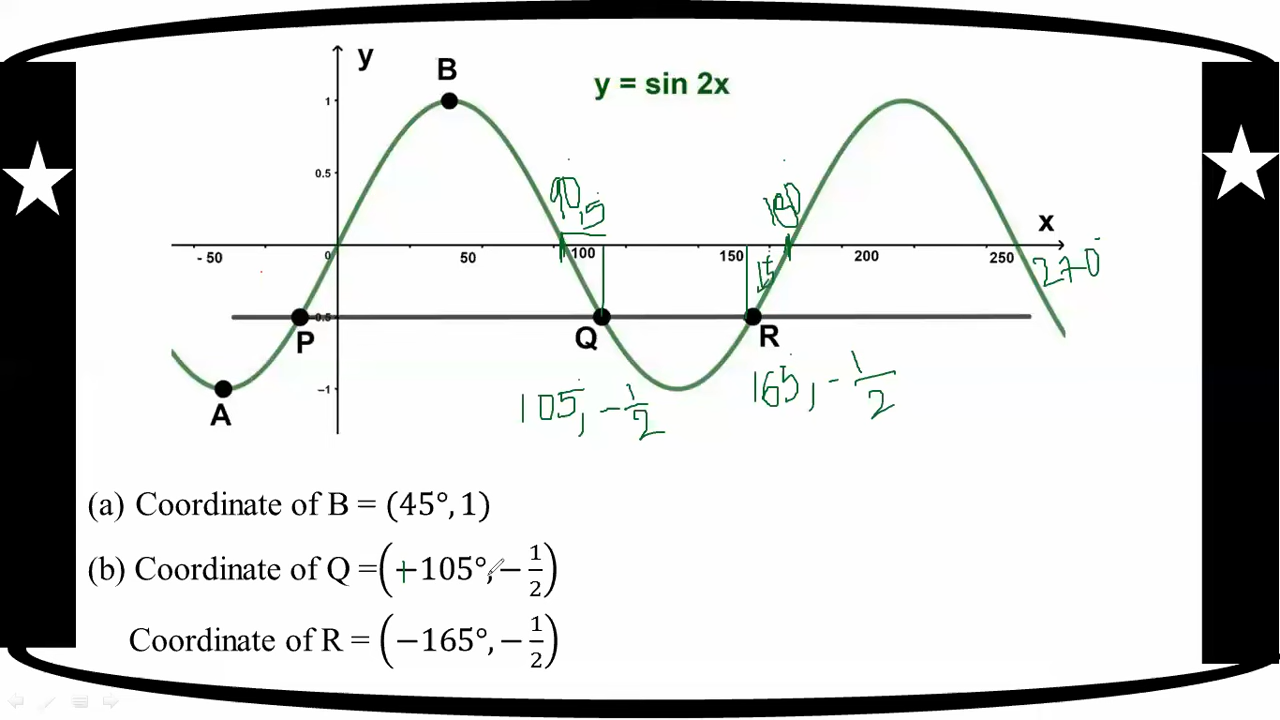 y
B
y = sin 2x
1
0.5
90 15
180
x
- 50
0
50
100
150
200
250
270°
P
-0.5
Q
R
A
-1
105°, -1/2
15
165°, -1/2
(a) Coordinate of B = (45°, 1)
(b) Coordinate of Q =(+105°, −1/2)
Coordinate of R = (−165°, −1/2)